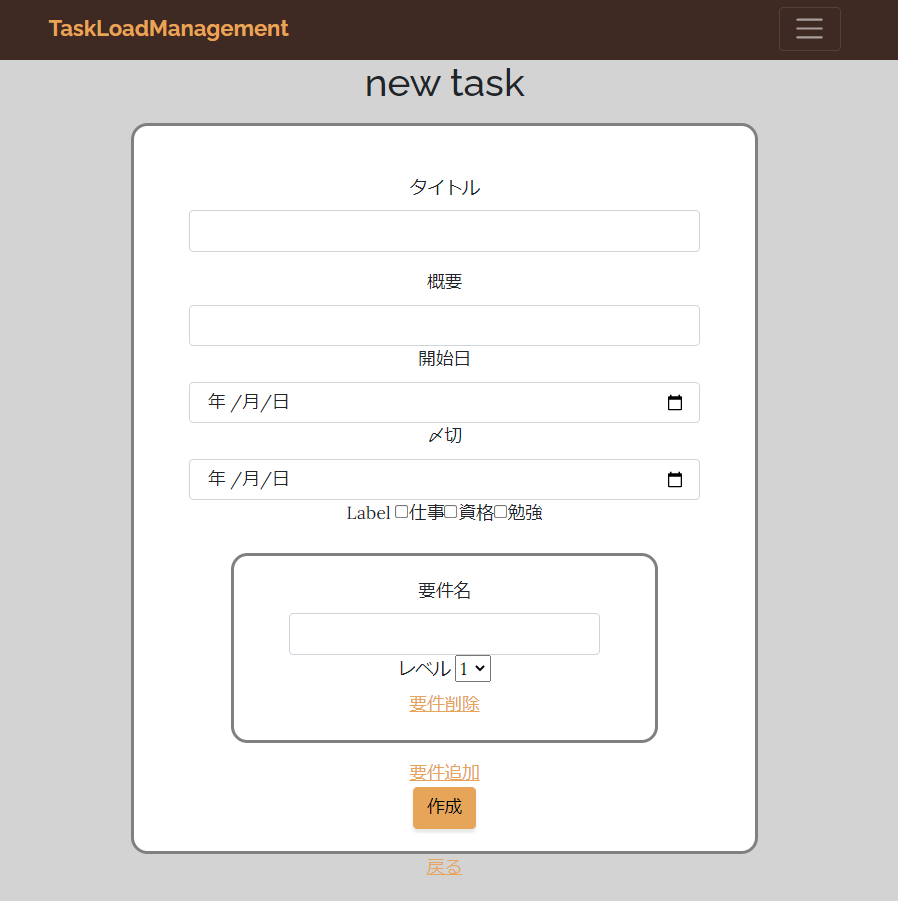 TaskLoadManagement
new task
タイトル
概要
開始日
年 /月/日
〆切
年 /月/日
Label 仕事 資格 勉強
要件名
レベル 1
要件削除
要件追加
作成
戻る